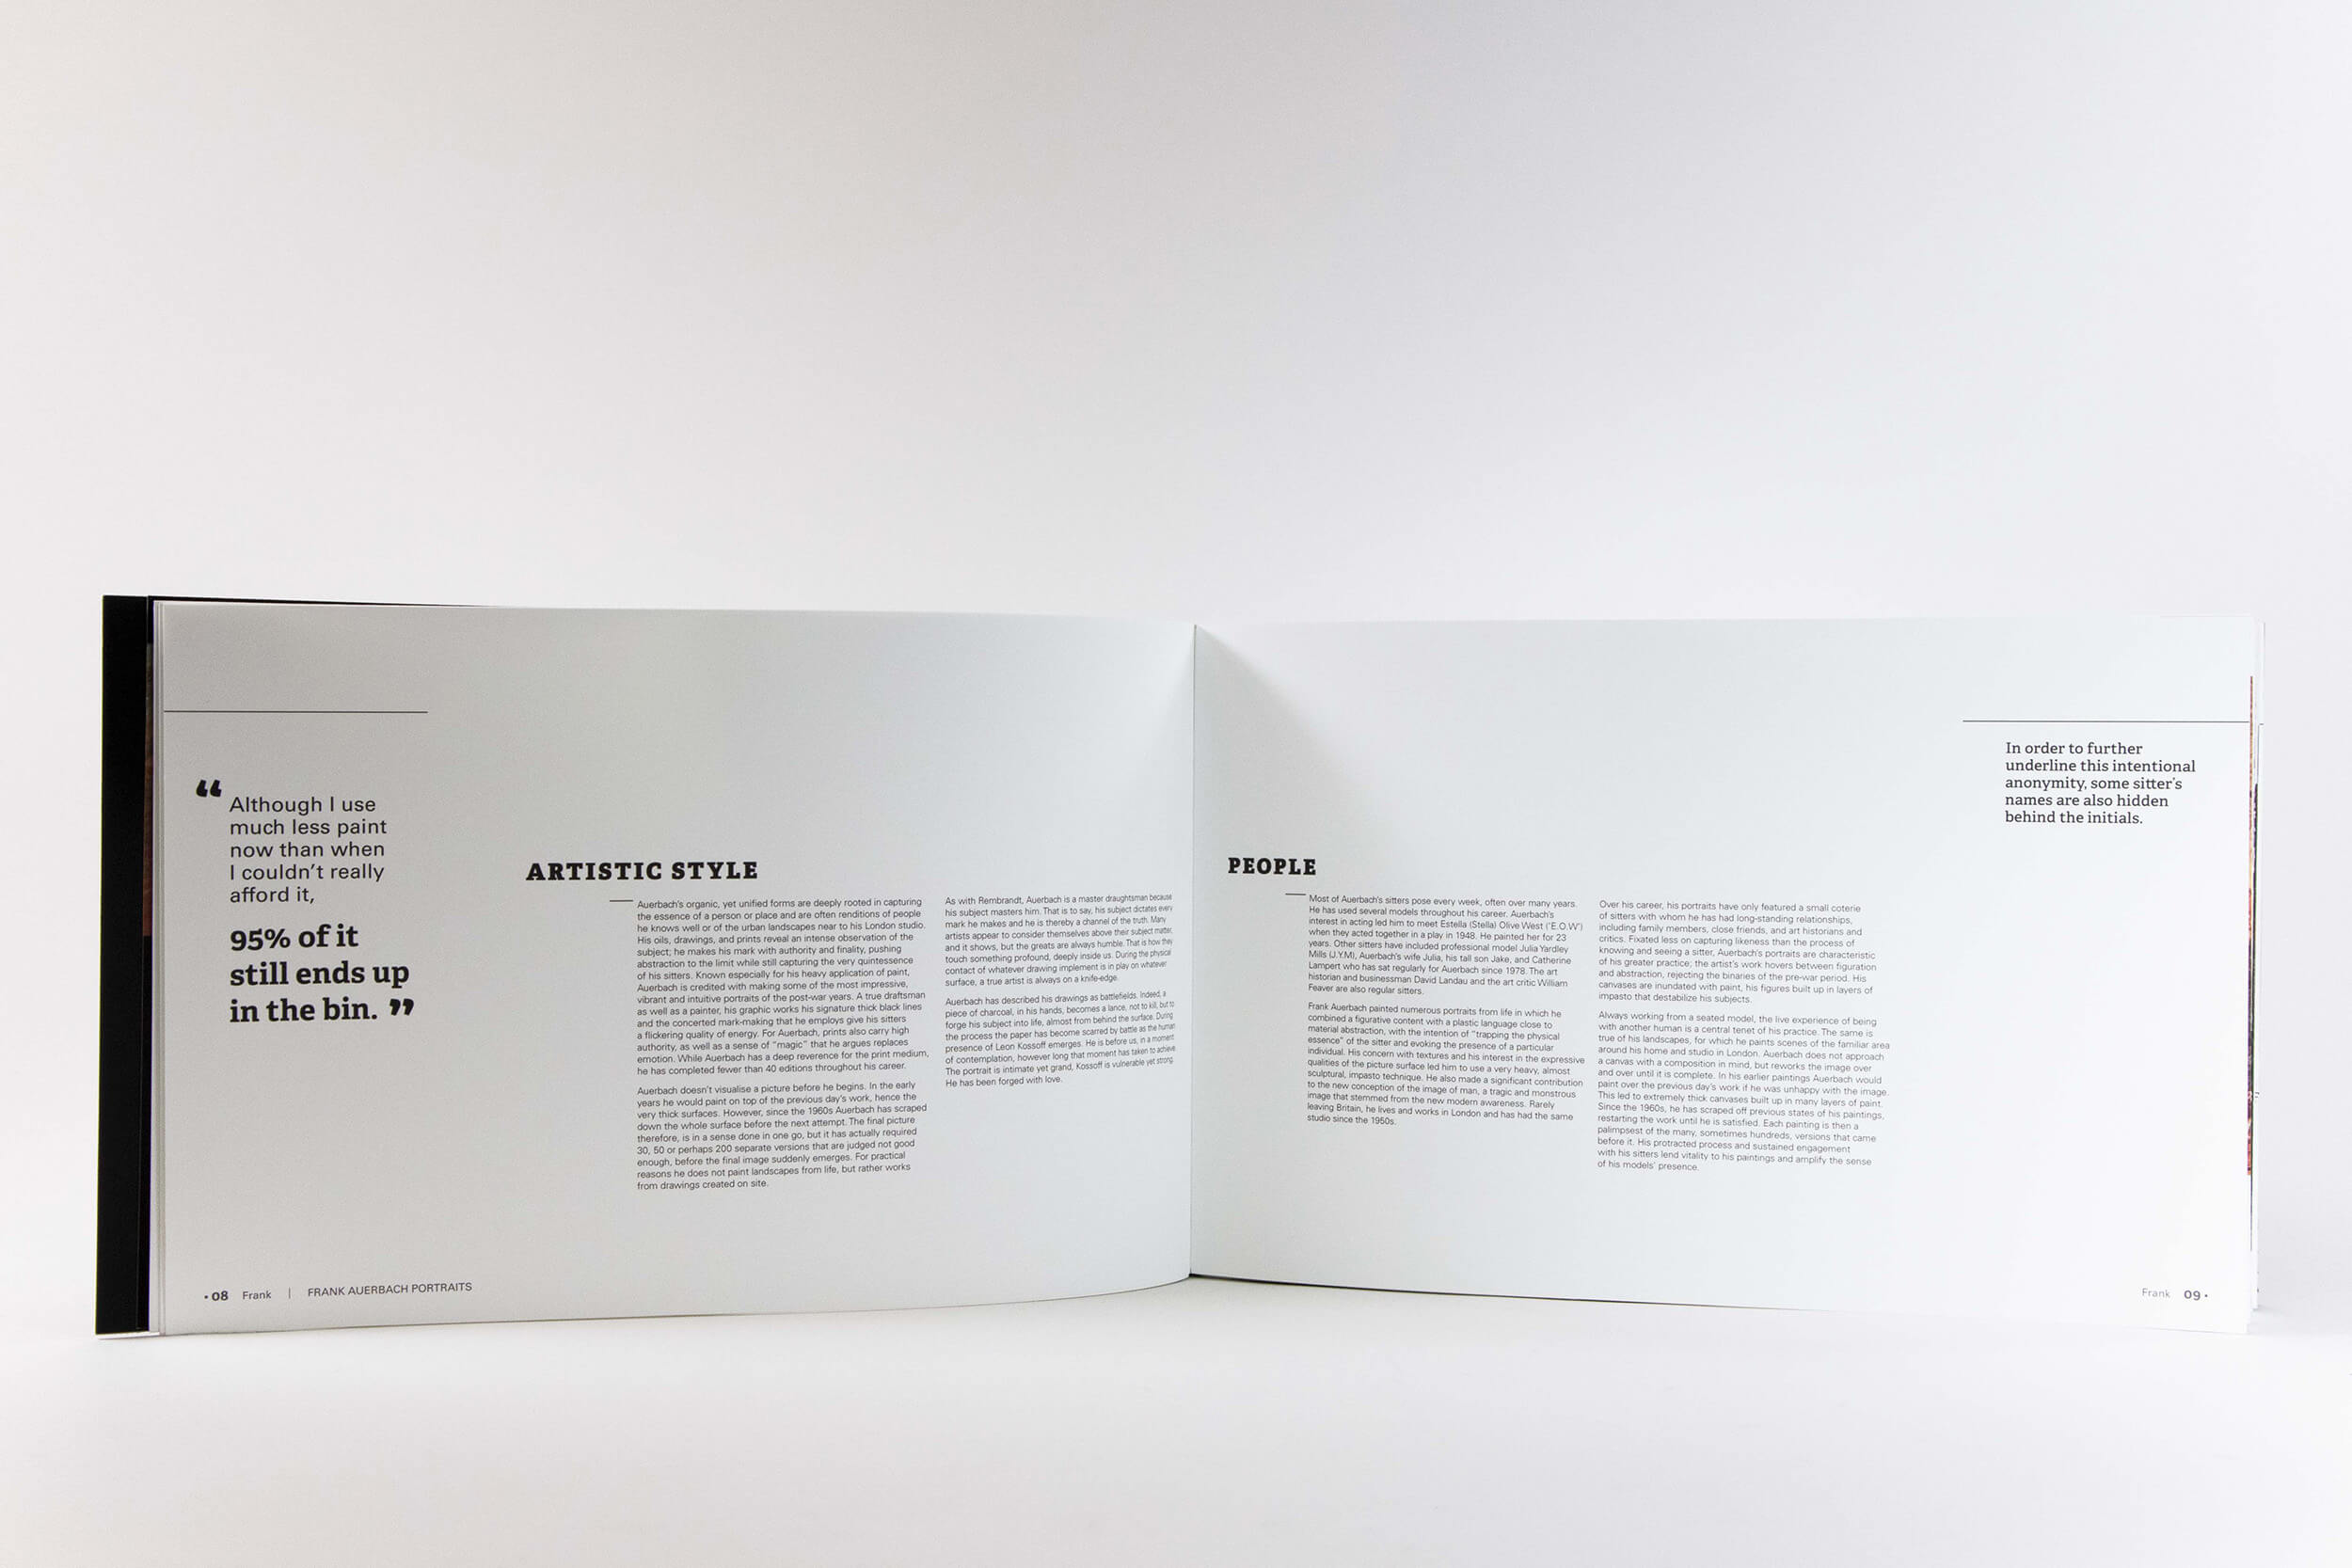 “ Although I use
much less paint
now than when
I couldn’t really
afford it,
95% of it
still ends up
in the bin. ”
ARTISTIC STYLE
Auerbach’s organic, yet unified forms are deeply rooted in capturing
the essence of a person or place and are often renditions of people
he knows well or of the urban landscapes near to his London studio.
His oils, drawings, and prints reveal an intense observation of the
subject; he makes his mark with authority and finality, pushing
abstraction to the limit while still capturing the very quintessence
of his sitters. Known especially for his heavy application of paint,
Auerbach is credited with making some of the most impressive,
vibrant and intuitive portraits of the post-war years. A true draftsman
as well as a painter, his graphic works his signature thick black lines
and the concerted mark-making that he employs give his sitters
a flickering quality of energy. For Auerbach, prints also carry high
authority, as well as a sense of “magic” that he argues replaces
emotion. While Auerbach has a deep reverence for the print medium,
he has completed fewer than 40 editions throughout his career.
Auerbach doesn’t visualise a picture before he begins. In the early
years he would paint on top of the previous day’s work, hence the
very thick surfaces. However, since the 1960s Auerbach has scraped
down the whole surface before the next attempt. The final picture
therefore, is in a sense done in one go, but it has actually required
30, 50 or perhaps 200 separate versions that are judged not good
enough, before the final image suddenly emerges. For practical
reasons he does not paint landscapes from life, but rather works
from drawings created on site.
As with Rembrandt, Auerbach is a master draughtsman because
his subject masters him. That is to say, his subject dictates every
mark he makes and he is thereby a channel of the truth. Many
artists appear to consider themselves above their subject matter,
and it shows, but the greats are always humble. That is how they
touch something profound, deeply inside us. During the physical
contact of whatever drawing implement is in play on whatever
surface, a true artist is always on a knife-edge.
Auerbach has described his drawings as battlefields. Indeed, a
piece of charcoal, in his hands, becomes a lance, not to kill, but to
forge his subject into life, almost from behind the surface. During
the process the paper has become scarred by battle as the human
presence of Leon Kossoff emerges. He is before us, in a moment
of contemplation, however long that moment has taken to achieve.
The portrait is intimate yet grand, Kossoff is vulnerable yet strong.
He has been forged with love.
• 08 Frank | FRANK AUERBACH PORTRAITS
PEOPLE
Most of Auerbach’s sitters pose every week, often over many years.
He has used several models throughout his career. Auerbach’s
interest in acting led him to meet Estella (Stella) Olive West (‘E.O.W’)
when they acted together in a play in 1948. He painted her for 23
years. Other sitters have included professional model Julia Yardley
Mills (J.Y.M), Auerbach’s wife Julia, his tall son Jake, and Catherine
Lampert who has sat regularly for Auerbach since 1978. The art
historian and businessman David Landau and the art critic William
Feaver are also regular sitters.
Frank Auerbach painted numerous portraits from life in which he
combined a figurative content with a plastic language close to
material abstraction, with the intention of “trapping the physical
essence” of the sitter and evoking the presence of a particular
individual. His concern with textures and his interest in the expressive
qualities of the picture surface led him to use a very heavy, almost
sculptural, impasto technique. He also made a significant contribution
to the new conception of the image of man, a tragic and monstrous
image that stemmed from the new modern awareness. Rarely
leaving Britain, he lives and works in London and has had the same
studio since the 1950s.
Over his career, his portraits have only featured a small coterie
of sitters with whom he has had long-standing relationships,
including family members, close friends, and art historians and
critics. Fixated less on capturing likeness than the process of
knowing and seeing a sitter, Auerbach’s portraits are characteristic
of his greater practice; the artist’s work hovers between figuration
and abstraction, rejecting the binaries of the pre-war period. His
canvases are inundated with paint, his figures built up in layers of
impasto that destabilize his subjects.
Always working from a seated model, the live experience of being
with another human is a central tenet of his practice. The same is
true of his landscapes, for which he paints scenes of the familiar area
around his home and studio in London. Auerbach does not approach
a canvas with a composition in mind, but reworks the image over
and over until it is complete. In his earlier paintings Auerbach would
paint over the previous day’s work if he was unhappy with the image.
This led to extremely thick canvases built up in many layers of paint.
Since the 1960s, he has scraped off previous states of his paintings,
restarting the work until he is satisfied. Each painting is then a
palimpsest of the many, sometimes hundreds, versions that came
before it. His protracted process and sustained engagement
with his sitters lend vitality to his paintings and amplify the sense
of his models’ presence.
In order to further
underline this intentional
anonymity, some sitter’s
names are also hidden
behind the initials.
Frank 09 •